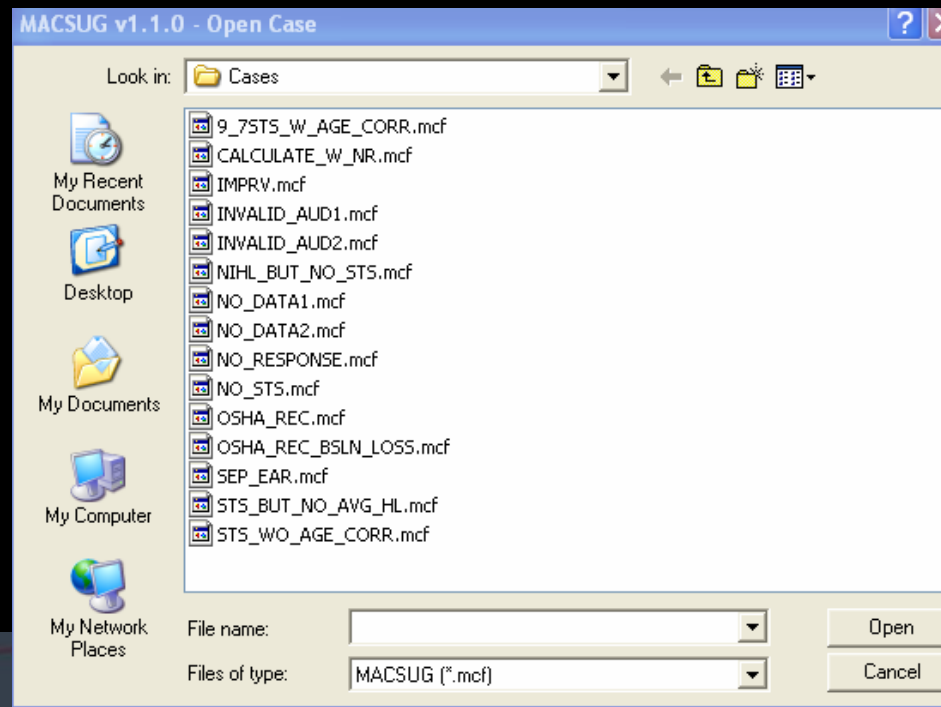 MACSUG v1.1.0 - Open Case
Look in: Cases
My Recent
Documents
Desktop
My Documents
My Computer
My Network
Places
9_7STS_W_AGE_CORR.mcf
CALCULATE_W_NR.mcf
IMPRV.mcf
INVALID_AUD1.mcf
INVALID_AUD2.mcf
NIHL_BUT_NO_STS.mcf
NO_DATA1.mcf
NO_DATA2.mcf
NO_RESPONSE.mcf
NO_STS.mcf
OSHA_REC.mcf
OSHA_REC_BSLN_LOSS.mcf
SEP_EAR.mcf
STS_BUT_NO_AVG_HL.mcf
STS_WO_AGE_CORR.mcf
File name:
Open
Files of type: MACSUG (*.mcf)
Cancel